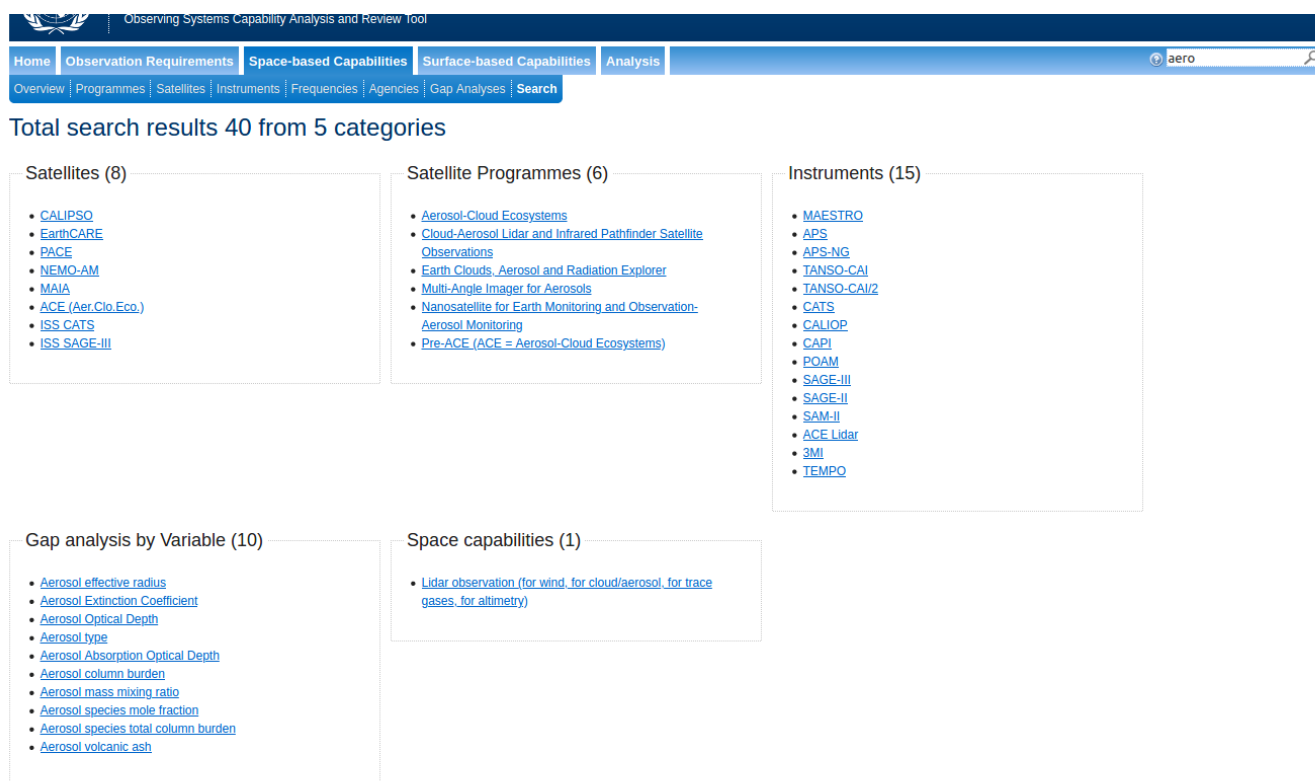 Observing Systems Capability Analysis and Review Tool
Home Observation Requirements Space-based Capabilities Surface-based Capabilities Analysis
aero
Overview Programmes Satellites Instruments Frequencies Agencies Gap Analyses Search
Total search results 40 from 5 categories
Satellites (8)
CALIPSO
EarthCARE
PACE
NEMO-AM
MAIA
ACE (Aer.Clo.Eco.)
ISS CATS
ISS SAGE-III
Satellite Programmes (6)
Aerosol-Cloud Ecosystems
Cloud-Aerosol Lidar and Infrared Pathfinder Satellite
Observations
Earth Clouds, Aerosol and Radiation Explorer
Multi-Angle Imager for Aerosols
Nanosatellite for Earth Monitoring and Observation-
Aerosol Monitoring
Pre-ACE (ACE = Aerosol-Cloud Ecosystems)
Instruments (15)
MAESTRO
APS
APS-NG
TANSO-CAI
TANSO-CAI/2
CATS
CALIOP
CAPI
POAM
SAGE-III
SAGE-II
SAM-II
ACE Lidar
3MI
TEMPO
Gap analysis by Variable (10)
Aerosol effective radius
Aerosol Extinction Coefficient
Aerosol Optical Depth
Aerosol type
Aerosol Absorption Optical Depth
Aerosol column burden
Aerosol mass mixing ratio
Aerosol species mole fraction
Aerosol species total column burden
Aerosol volcanic ash
Space capabilities (1)
Lidar observation (for wind, for cloud/aerosol, for trace
gases, for altimetry)